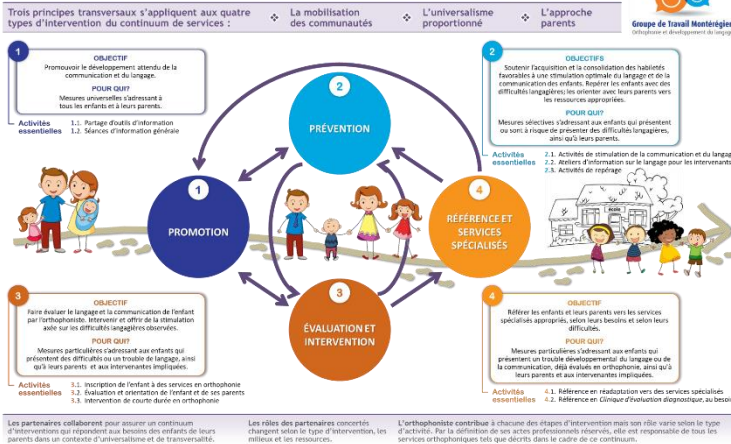 Trois principes transversaux s'appliquent aux quatre
types d'intervention du continuum de services :
La mobilisation
des communautés
L'universalisme
proportionné
L'approche
parents
Groupe de Travail Montérégien
Orthophonie et développement du langage
1
OBJECTIF
Promouvoir le développement attendu de la
communication et du langage.
POUR QUI?
Mesures universelles s'adressant à
tous les enfants et à leurs parents.
Activités
essentielles
1.1. Partage d'outils d'information
1.2. Séances d'information générale
2
OBJECTIFS
Soutenir l'acquisition et la consolidation des habiletés
favorables à une stimulation optimale du langage et de la
communication des enfants. Repérer les enfants avec des
difficultés langagières; les orienter avec leurs parents vers
les ressources appropriées.
POUR QUI?
Mesures sélectives s'adressant aux enfants qui présentent
ou sont à risque de présenter des difficultés langagières,
ainsi qu'à leurs parents.
Activités
essentielles
2.1. Activités de stimulation de la communication et du langage
2.2. Ateliers d'information sur le langage pour les intervenants
2.3. Activités de repérage
2
PRÉVENTION
1
PROMOTION
4
RÉFÉRENCE ET
SERVICES
SPÉCIALISÉS
3
ÉVALUATION ET
INTERVENTION
école
3
OBJECTIF
Faire évaluer le langage et la communication de l'enfant
par l'orthophoniste. Intervenir et offrir de la stimulation
axée sur les difficultés langagières observées.
POUR QUI?
Mesures particulières s'adressant aux enfants qui
présentent des difficultés ou un trouble de langage, ainsi
qu'à leurs parents et aux intervenants impliquées.
Activités
essentielles
3.1. Inscription de l'enfant à des services en orthophonie
3.2. Évaluation et orientation de l'enfant et de ses parents
3.3. Intervention de courte durée en orthophonie
4
OBJECTIF
Référer les enfants et leurs parents vers les services
spécialisés appropriés, selon leurs besoins et selon leurs
difficultés.
POUR QUI?
Mesures particulières s'adressant aux enfants qui
présentent un trouble développemental du langage ou de
la communication, déjà évalués en orthophonie, ainsi qu'à
leurs parents et aux intervenants impliquées.
Activités
essentielles
4.1. Référence en réadaptation vers des services spécialisés
4.2. Référence en Clinique d'évaluation diagnostique, au besoin
Les partenaires collaborent pour assurer un continuum
d'interventions qui répondent aux besoins des enfants de leurs
parents dans un contexte d'universalisme et de transversalité.
Les rôles des partenaires concertés
changent selon le type d'intervention, les
milieux et les ressources.
L'orthophoniste contribue à chacune des étapes d'intervention mais son rôle varie selon le type
d'activité. Par la définition de ses actes professionnels réservés, elle est responsable de tous les
services orthophoniques tels que décrits dans le cadre de ce continuum.